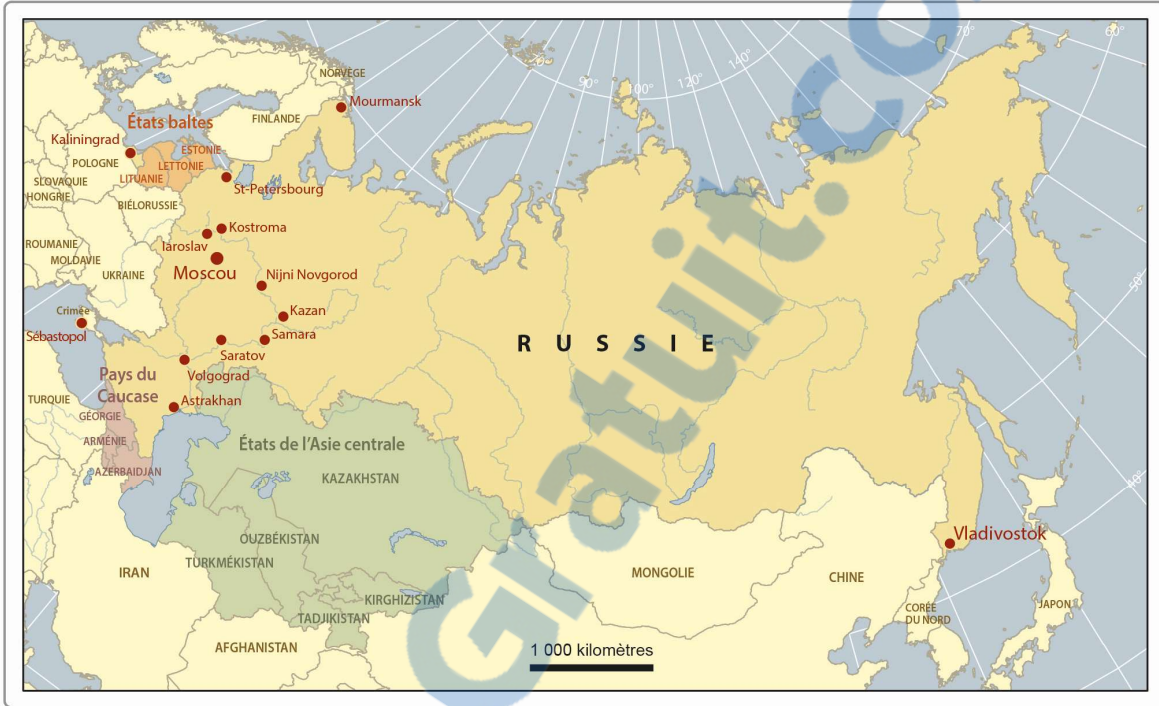 70°
60°
140°
120°
100°
90°
NORVÈGE
Mourmansk
FINLANDE
États baltes
Kaliningrad
ESTONIE
POLOGNE
LETTONIE
LITUANIE
SLOVAQUIE
St-Petersbourg
HONGRIE
BIÉLORUSSIE
Kostroma
ROUMANIE
Iaroslav
MOLDAVIE
Moscou
UKRAINE
Nijni Novgorod
50°
Crimée
Kazan
Sébastopol
Samara
RUSSIE
Saratov
Pays du
Caucase
Volgograd
TURQUIE
Astrakhan
GÉORGIE
ARMÉNIE
États de l'Asie centrale
AZERBAIDJAN
KAZAKHSTAN
40°
OUZBÉKISTAN
Vladivostok
TURKMÉKISTAN
IRAN
MONGOLIE
CHINE
KIRGHIZISTAN
CORÉE
DU NORD
JAPON
TADJIKISTAN
AFGHANISTAN
1 000 kilomètres
Gratuit.co